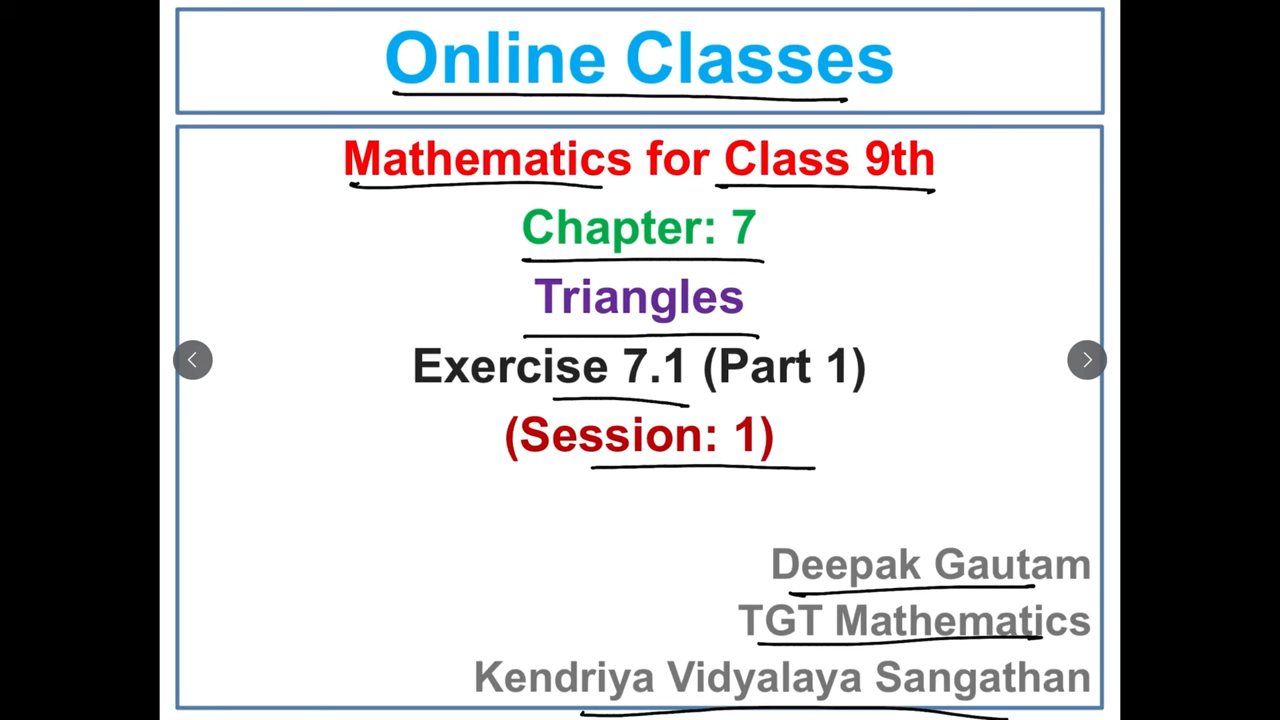 Online Classes
Mathematics for Class 9th
Chapter: 7
Triangles
Exercise 7.1 (Part 1)
(Session: 1)
Deepak Gautam
TGT Mathematics
Kendriya Vidyalaya Sangathan